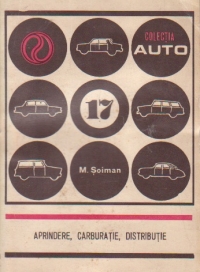 COLECȚIA
AUTO
17
M. Șoiman
APRINDERE, CARBURAȚIE, DISTRIBUȚIE